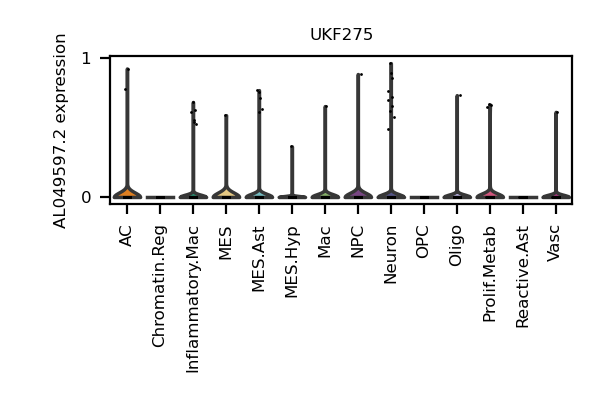 UKF275
AL049597.2 expression
1
0
AC
Chromatin.Reg
Inflammatory.Mac
MES
MES.Ast
MES.Hyp
Mac
NPC
Neuron
OPC
Oligo
Prolif.Metab
Reactive.Ast
Vasc